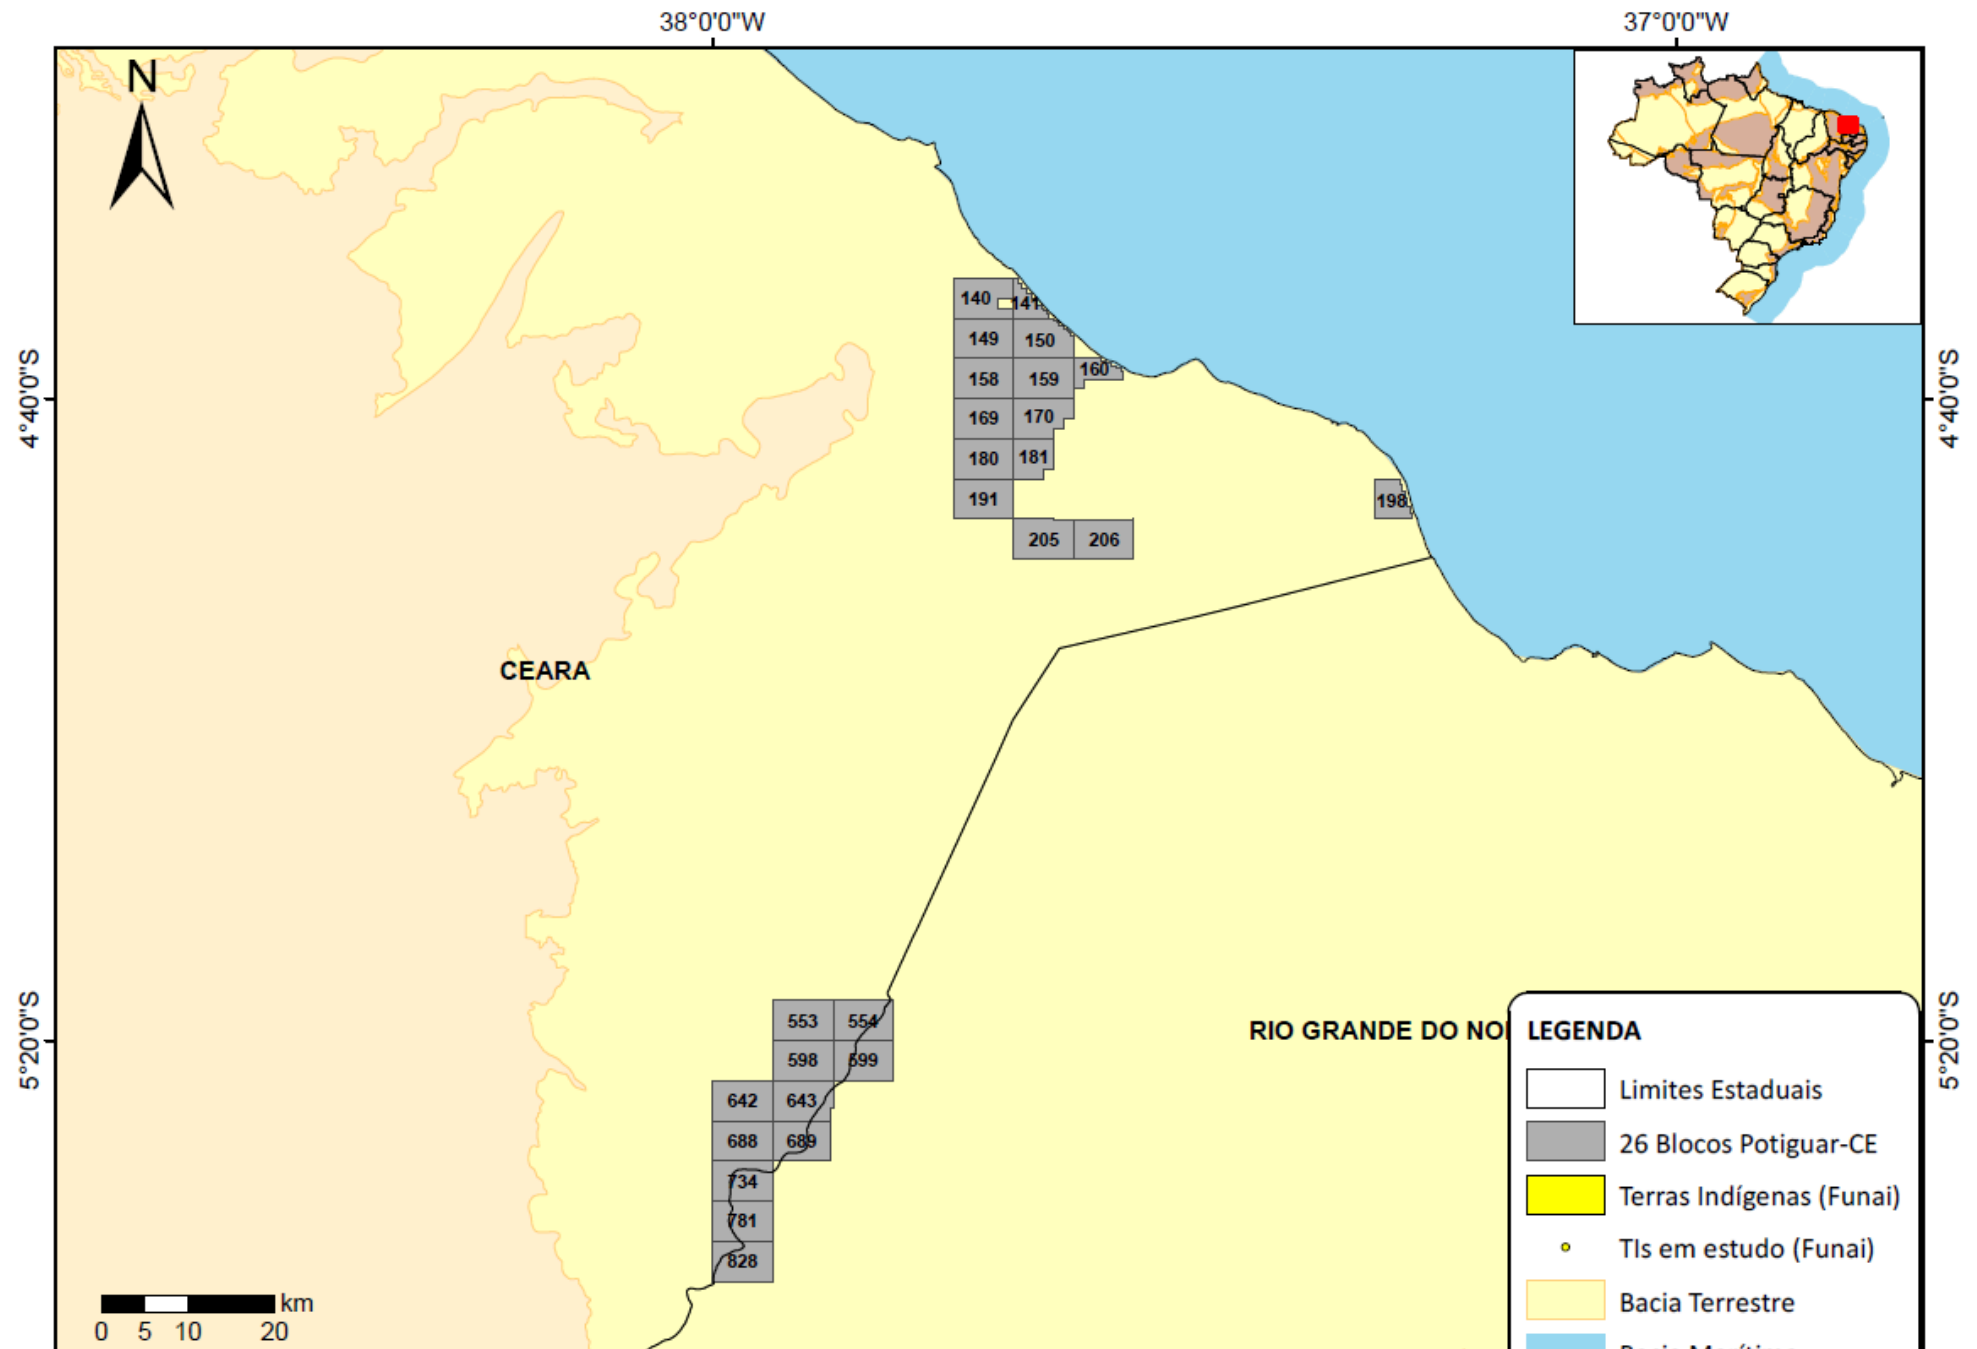 38°0'0"W
37°0'0"W
N
140
141
149
150
4°40'0"S
4°40'0"S
158
159
160
169
170
180
181
191
198
205
206
CEARA
5°20'0"S
5°20'0"S
553
554
RIO GRANDE DO NO
LEGENDA
598
599
642
643
Limites Estaduais
688
689
26 Blocos Potiguar-CE
734
Terras Indígenas (Funai)
781
TIs em estudo (Funai)
828
Bacia Terrestre
km
0 5 10 20